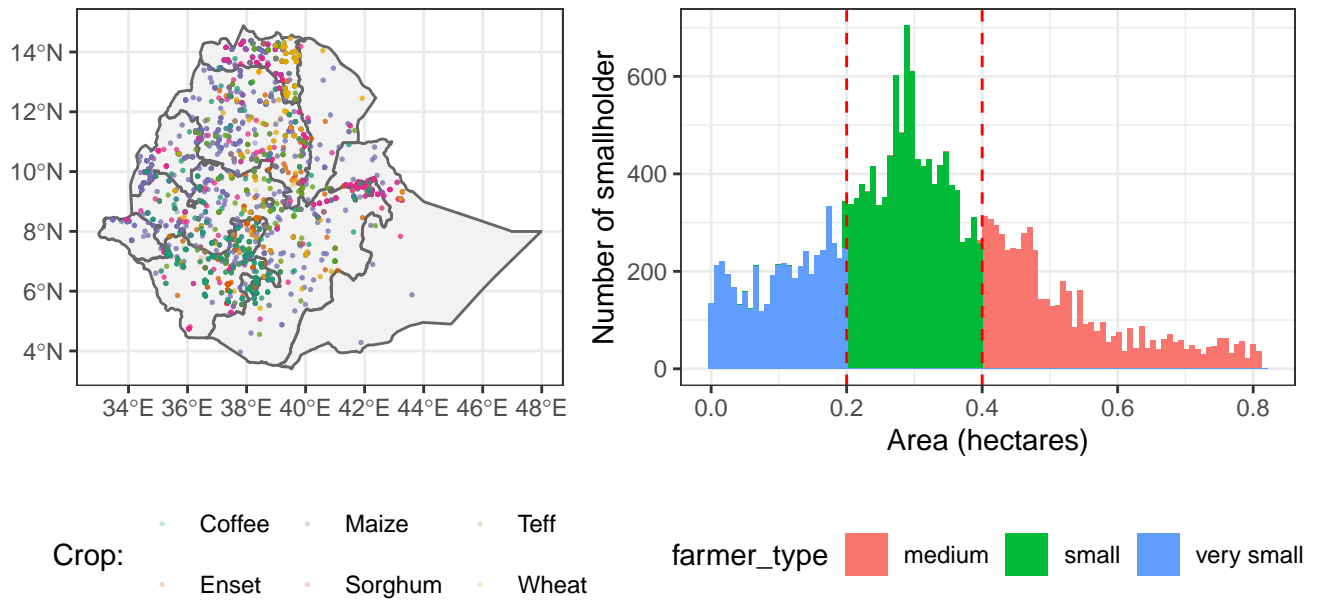 14°N
12°N
10°N
8°N
6°N
4°N
34°E 36°E 38°E 40°E 42°E 44°E 46°E 48°E
Number of smallholder
600
400
200
0
0.0 0.2 0.4 0.6 0.8
Area (hectares)
Crop:
Coffee Maize Teff
Enset Sorghum Wheat
farmer_type medium small very small